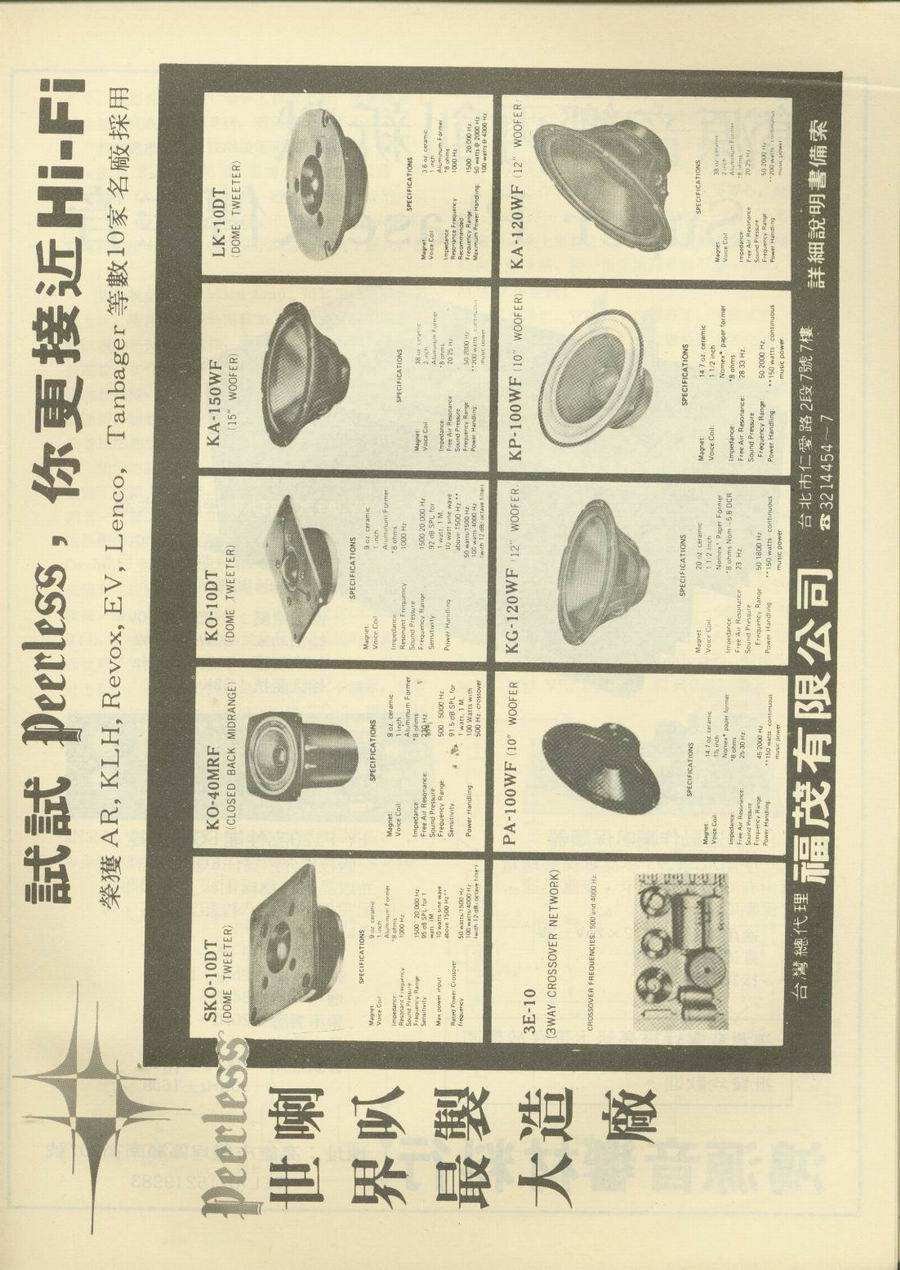 試試 Peerless，你更接近Hi-Fi
榮獲 AR, KLH, Revox, EV, Lenco, Tanbager 等數10家名廠採用
Peerless
世界最大
喇叭製造廠
SKO-10DT
(DOME TWEETER)
SPECIFICATIONS
Magnet: 9 oz. ceramic
Voice Coil: 1 inch
Aluminum Former
Impedance: *8 ohms
Resonant Frequency: 1000 Hz.
Sound Pressure
Frequency Range: 1500 20,000 Hz
Sensitivity: 95 dB SPL for 1
watt, 1M
Max power input: 10 watts sine wave
above 1500 Hz**
Rated Power Crossover
frequency: 50 watts/1500 Hz
100 watts/4000 Hz
(with 12 dB/octave filter)
KO-40MRF
(CLOSED BACK MIDRANGE)
SPECIFICATIONS
Magnet: 9 oz. ceramic
Voice Coil: 1 inch
Aluminum Former
Impedance: *8 ohms
Free Air Resonance: Hz
Sound Pressure
Frequency Range: 500 5000 Hz.
Sensitivity: 91.5 dB SPL for
1 watt, 1 M
Power Handling: 100 Watts with
500 Hz. crossover
KO-10DT
(DOME TWEETER)
SPECIFICATIONS
Magnet: 9 oz. ceramic
Voice Coil: 1 inch
Aluminum Former
Impedance: *8 ohms
Resonant Frequency: 1000 Hz
Sound Pressure
Frequency Range: 1500 20 000 Hz
Sensitivity: 92 dB SPL for
1 watt, 1 M
Power Handling: 10 watt sine wave
above 1500 Hz.**
50 watts/1500 Hz
100 watts/4000 Hz
(with 12 dB/octave filter)
KA-150WF
(15" WOOFER)
SPECIFICATIONS
Magnet: 38 oz. ceramic
Voice Coil: 2 inch
Aluminum Former
Impedance: *8 ohms
Free Air Resonance: 20-25 Hz
Sound Pressure
Frequency Range: 50 2000 Hz
Power Handling: **200 watts continuous
music power
LK-10DT
(DOME TWEETER)
SPECIFICATIONS
Magnet: 3.6 oz. ceramic
Voice Coil: 1 inch
Aluminum Former
Impedance: *8 ohms
Resonance Frequency: 1000 Hz.
Recommended
Frequency Range: 1500 20 000 Hz
Maximum Power Handling: 50 watts @ 2000 Hz
100 watts @ 4000 Hz
3E-10
(3WAY CROSSOVER NETWORK)
CROSSOVER FREQUENCIES: 500 and 4000 Hz.
PA-100WF (10" WOOFER
SPECIFICATIONS
Magnet: 14.7 oz. ceramic
Voice Coil: 1½ inch
Nomex* paper former
Impedance: *8 ohms
Free Air Resonance: 25-30 Hz.
Sound Pressure
Frequency Range: 45 2000 Hz
Power Handling: **150 watts continuous
music power
KG-120WF (12" WOOFER)
SPECIFICATIONS
Magnet: 20 oz. ceramic
Voice Coil: 1 1/2 inch
Nomex* Paper Former
Impedance: *8 ohms Nom -5.8 DCR
Free Air Resonance: 23 Hz.
Sound Pressure
Frequency Range: 50 1800 Hz
Power Handling: **150 watts continuous
music power
KP-100WF (10" WOOFER)
SPECIFICATIONS
Magnet: 14.7 oz. ceramic
Voice Coil: 1 1/2 inch
Nomex* paper former
Impedance: *8 ohms
Free Air Resonance: 28-33 Hz.
Sound Pressure
Frequency Range: 50 2000 Hz
Power Handling: **150 watts continuous
music power
KA-120WF (12" WOOFER)
SPECIFICATIONS
Magnet: 38 oz. ceramic
Voice Coil: 2 inch
Aluminum Former
Impedance: *8 ohms
Free Air Resonance: 20-25 Hz
Sound Pressure
Frequency Range: 50 2000 Hz
Power Handling: **200 watts continuous
music power
台灣總代理 福茂有限公司
台北市仁愛路2段7號7樓
☎3214454—7
詳細說明書備索